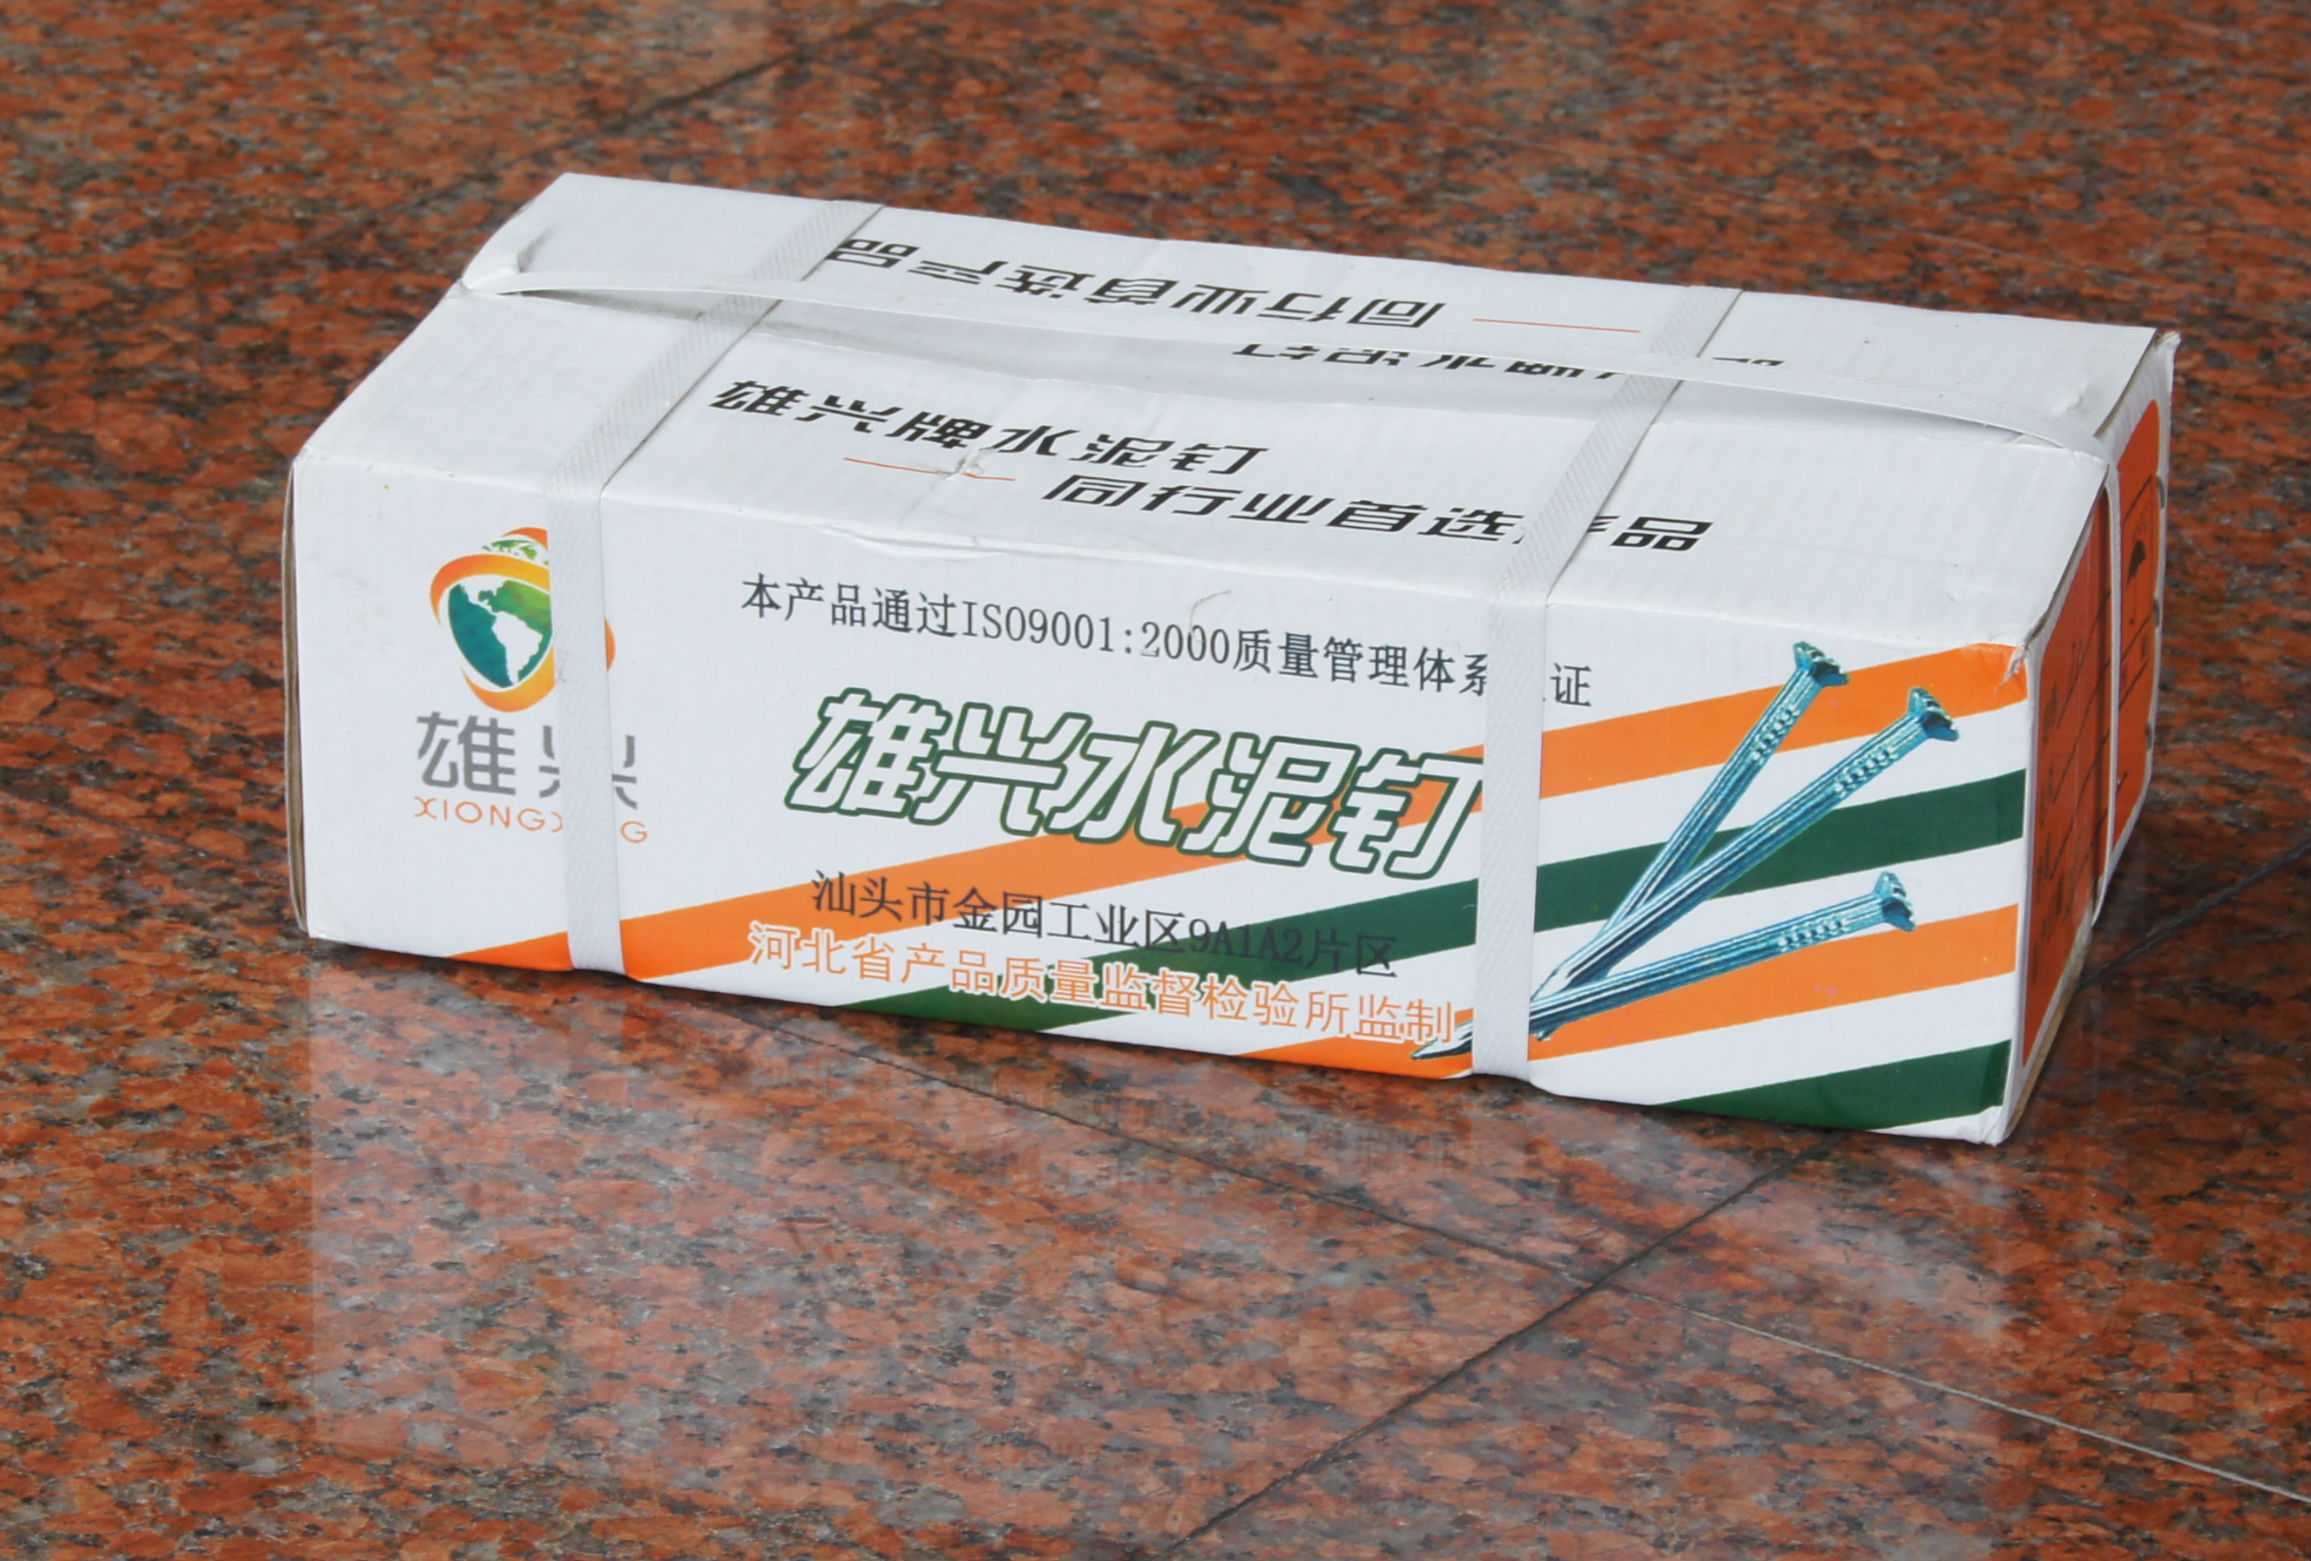 同行业首选产品
雄兴牌水泥钉
同行业首选产品
本产品通过ISO9001:2000质量管理体系 证
雄兴
XIONGXING
雄兴水泥钉
汕头市金园工业区9A1A2片区
河北省产品质量监督检验所监制